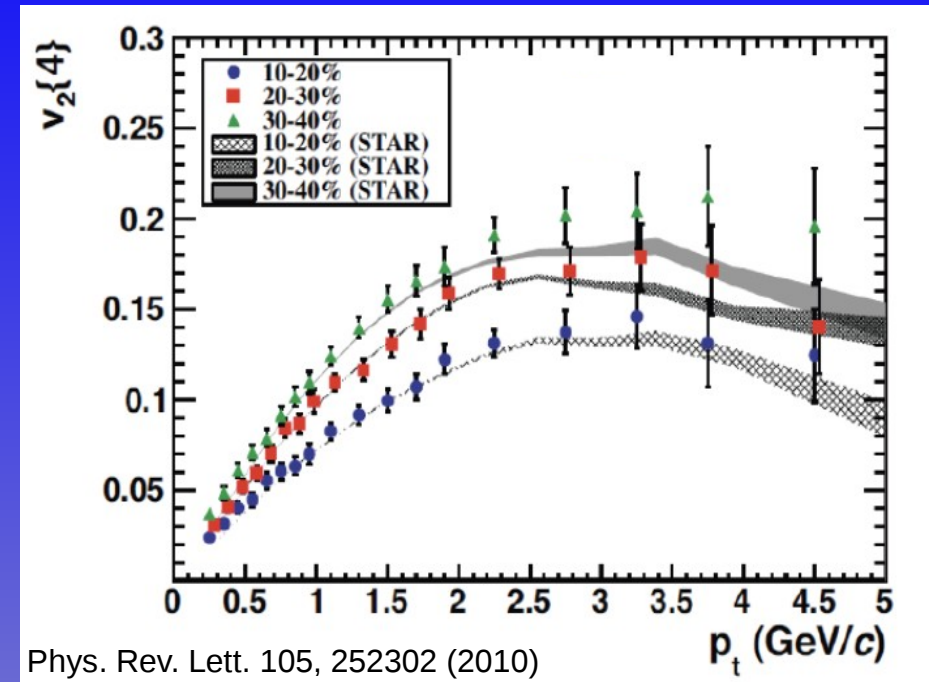 v2{4}
0.3
0.25
0.2
0.15
0.1
0.05
10-20%
20-30%
30-40%
10-20% (STAR)
20-30% (STAR)
30-40% (STAR)
0 0.5 1 1.5 2 2.5 3 3.5 4 4.5 5
pt (GeV/c)
Phys. Rev. Lett. 105, 252302 (2010)